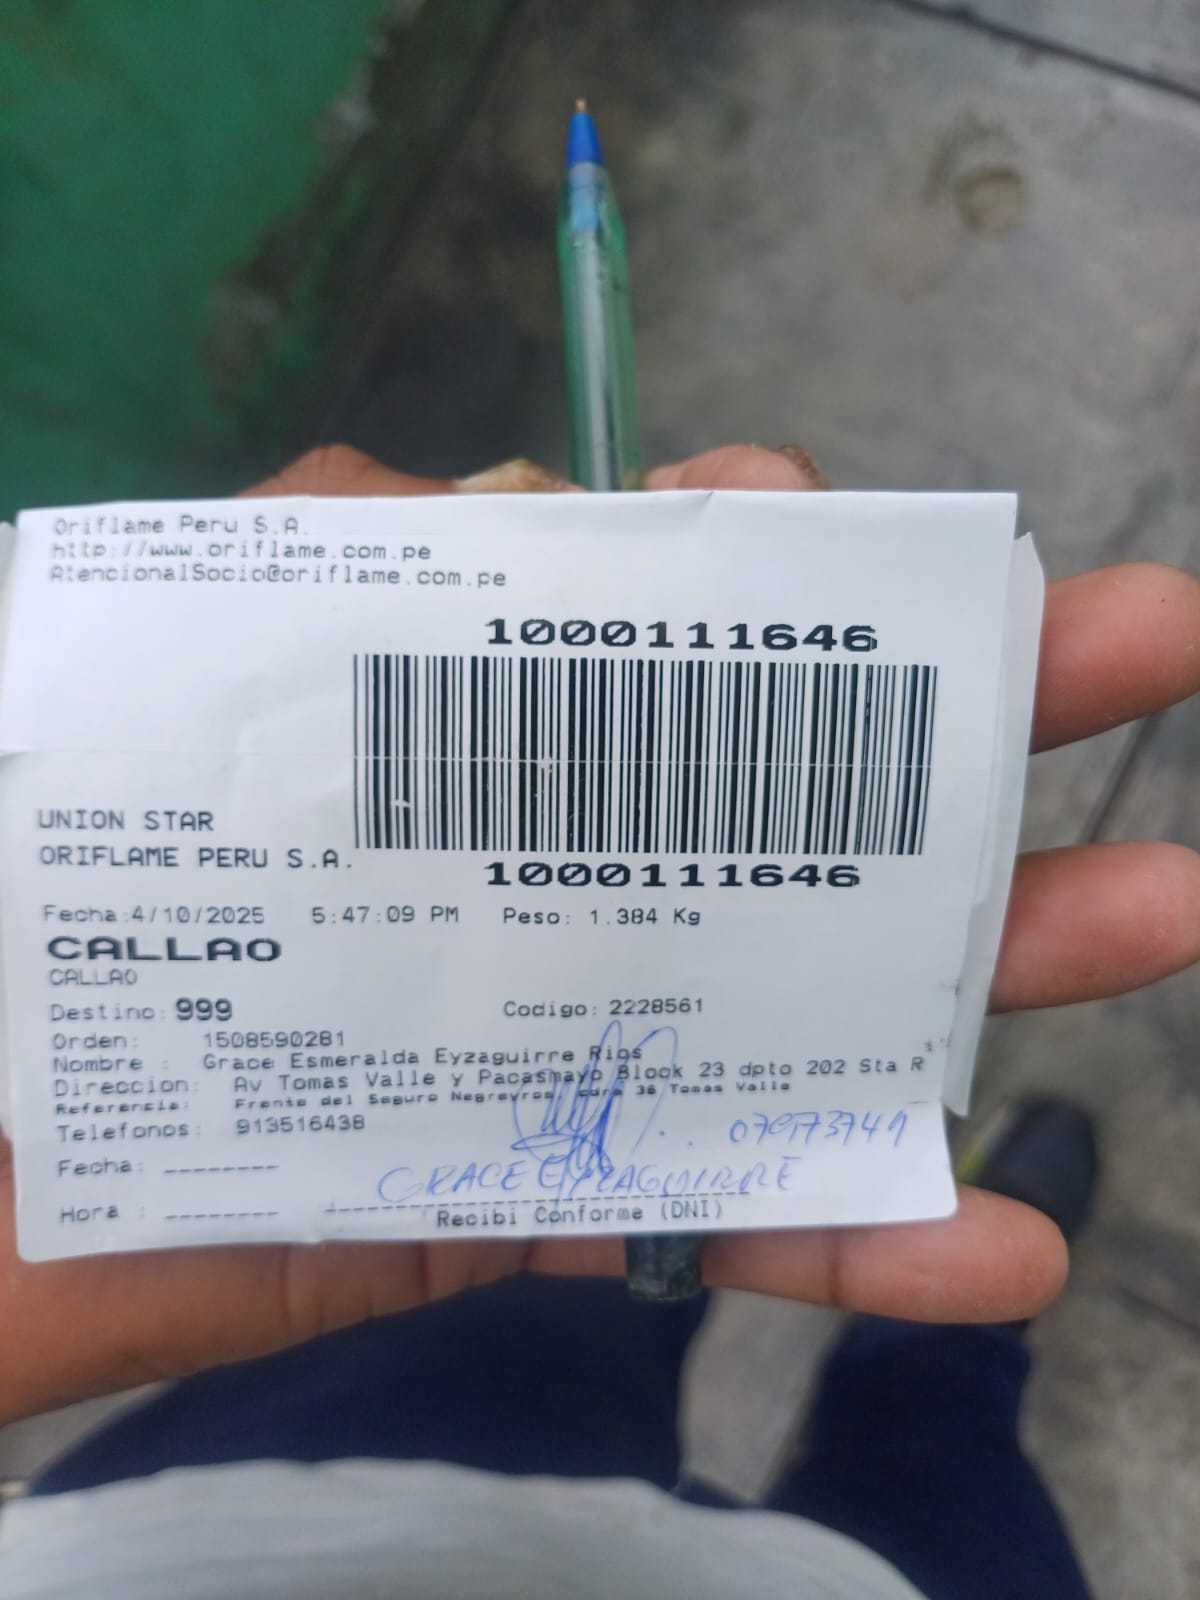 Oriflame Peru S.A.
http://www.oriflame.com.pe
AtencionalSocio@oriflame.com.pe
1000111646
UNION STAR
ORIFLAME PERU S.A.
1000111646
Fecha:4/10/2025 5:47:09 PM Peso: 1.384 Kg
CALLAO
CALLAO
Destino: 999 Codigo: 2228561
Orden: 1508590281
Nombre : Grace Esmeralda Eyzaguirre Rios
Direccion: Av Tomas Valle y Pacasmayo Block 23 dpto 202 Sta R
Referencia: Frente del Seguro Negreyros, cdra 36 Tomas Valle
Telefonos: 913516438
Fecha: --------
GRACE EYZAGUIRRE
Hora : --------
Recibi Conforme (DNI)